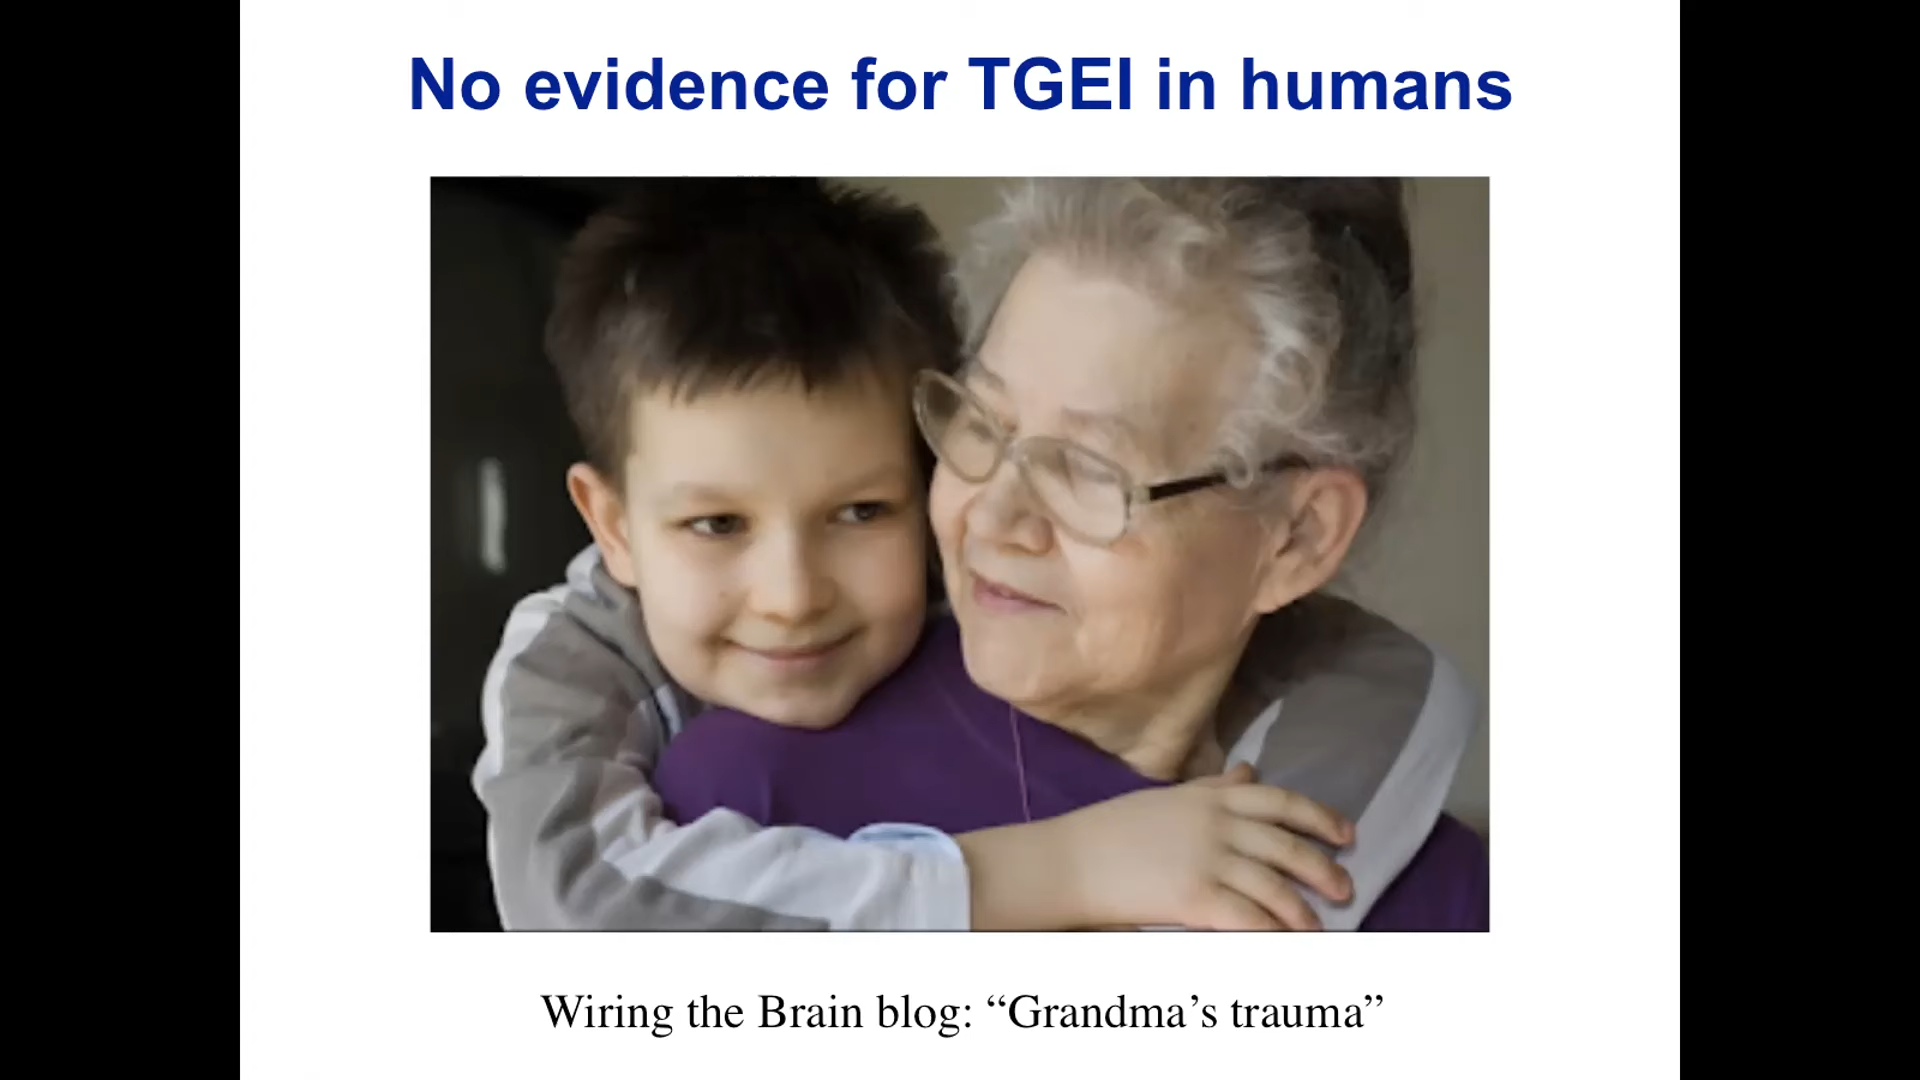 No evidence for TGEI in humans
Wiring the Brain blog: “Grandma’s trauma”